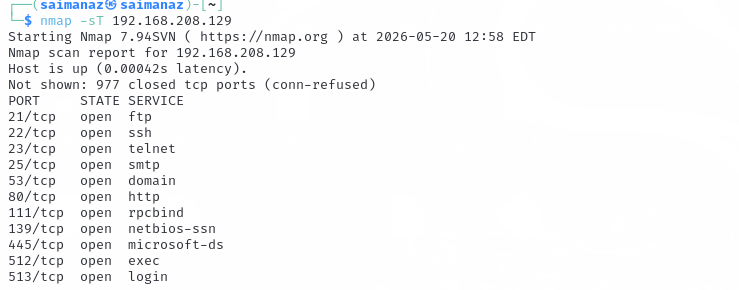 ┌──(saimanaz㉿saimanaz)-[~]
└─$ nmap -sT 192.168.208.129
Starting Nmap 7.94SVN ( https://nmap.org ) at 2026-05-20 12:58 EDT
Nmap scan report for 192.168.208.129
Host is up (0.00042s latency).
Not shown: 977 closed tcp ports (conn-refused)
PORT     STATE SERVICE
21/tcp   open  ftp
22/tcp   open  ssh
23/tcp   open  telnet
25/tcp   open  smtp
53/tcp   open  domain
80/tcp   open  http
111/tcp  open  rpcbind
139/tcp  open  netbios-ssn
445/tcp  open  microsoft-ds
512/tcp  open  exec
513/tcp  open  login